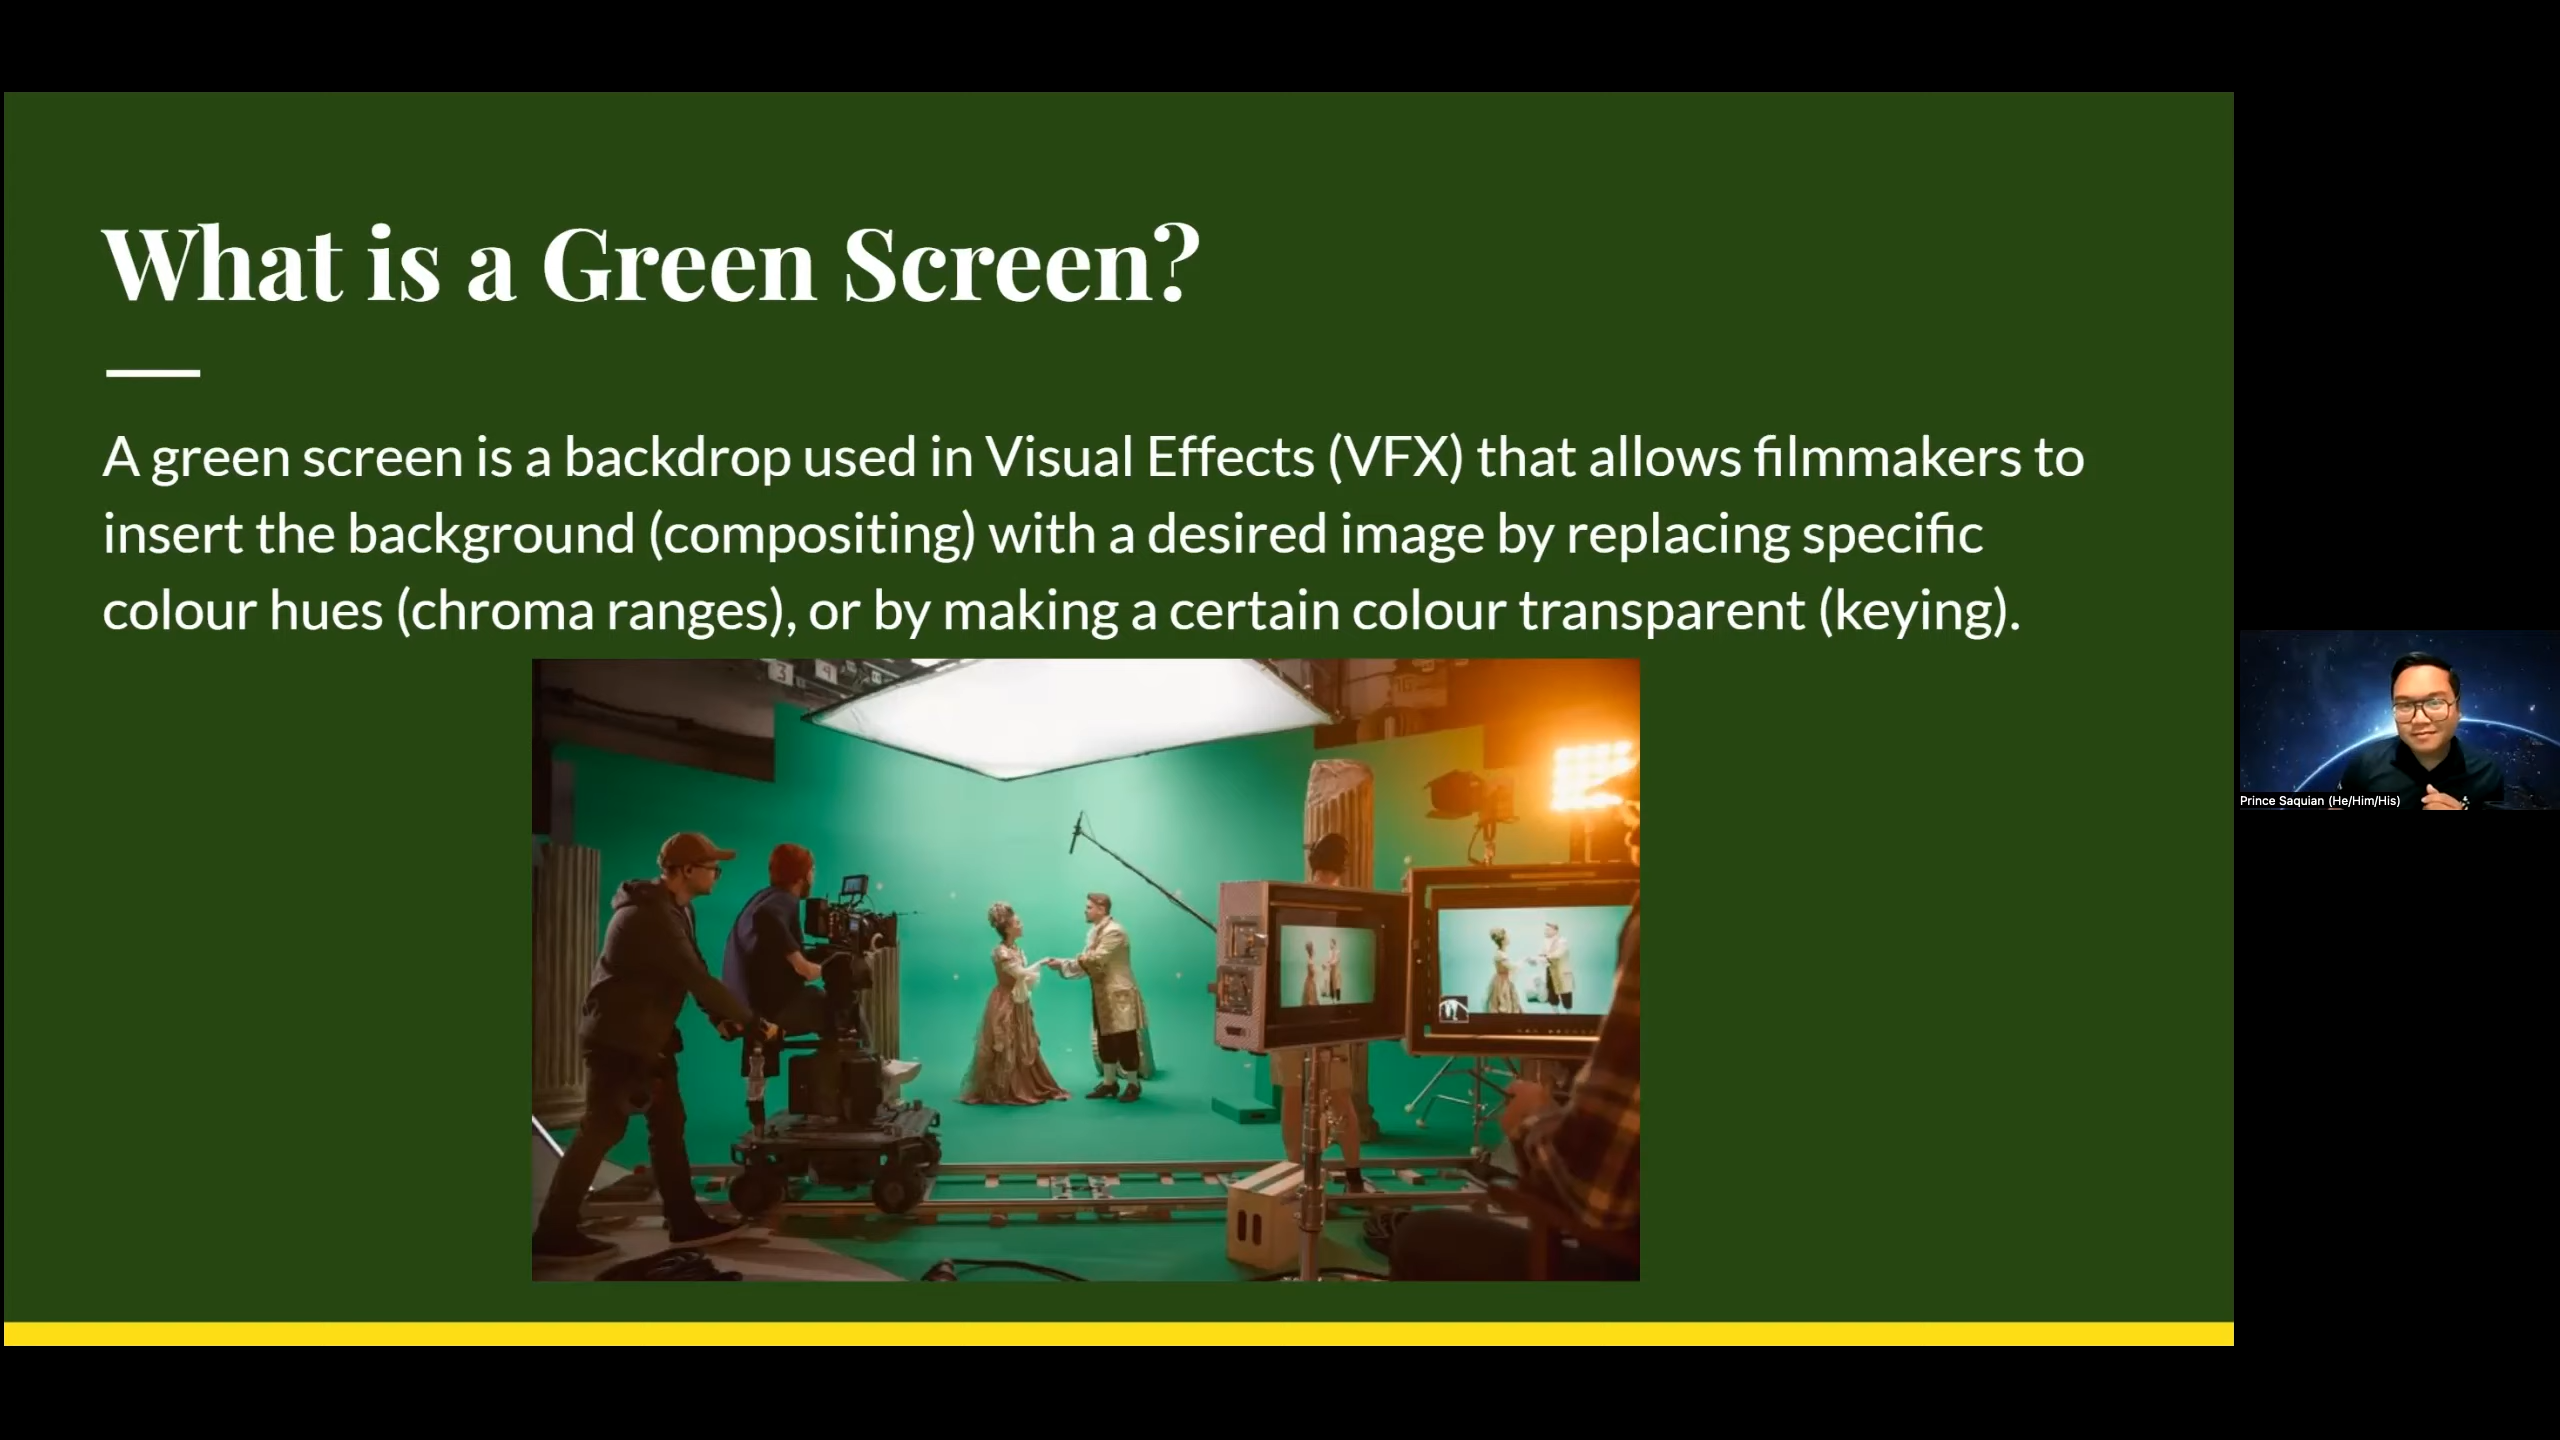 What is a Green Screen?
A green screen is a backdrop used in Visual Effects (VFX) that allows filmmakers to
insert the background (compositing) with a desired image by replacing specific
colour hues (chroma ranges), or by making a certain colour transparent (keying).
Prince Saquian (He/Him/His)